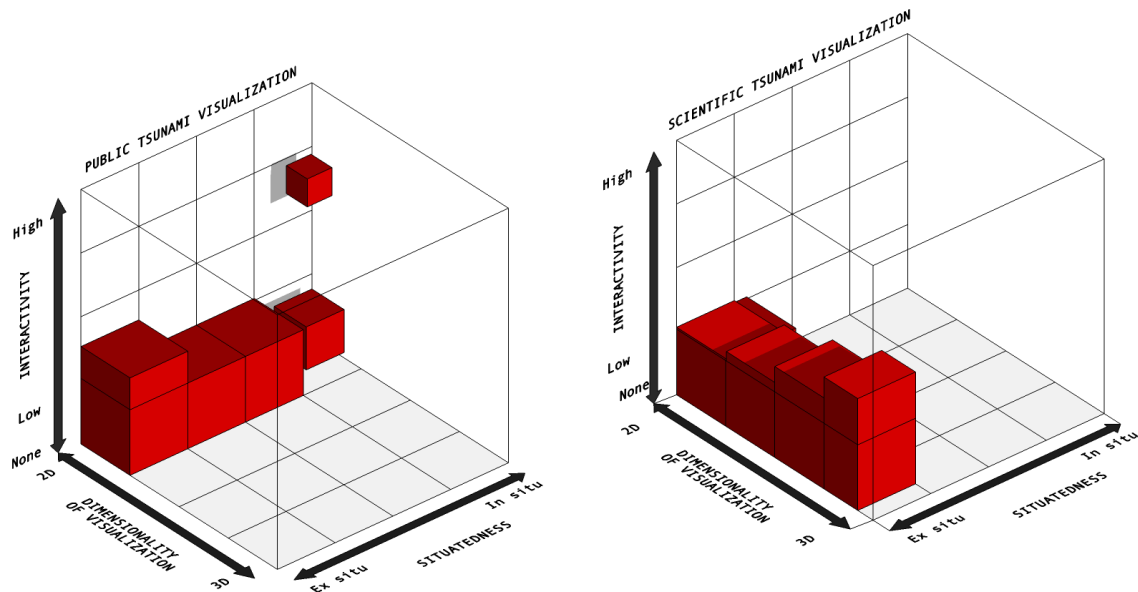 PUBLIC TSUNAMI VISUALIZATION
High
INTERACTIVITY
Low
None
2D
DIMENSIONALITY
OF VISUALIZATION
3D
Ex situ
SITUATEDNESS
In situ
SCIENTIFIC TSUNAMI VISUALIZATION
High
INTERACTIVITY
Low
None
2D
DIMENSIONALITY
OF VISUALIZATION
3D
Ex situ
SITUATEDNESS
In situ